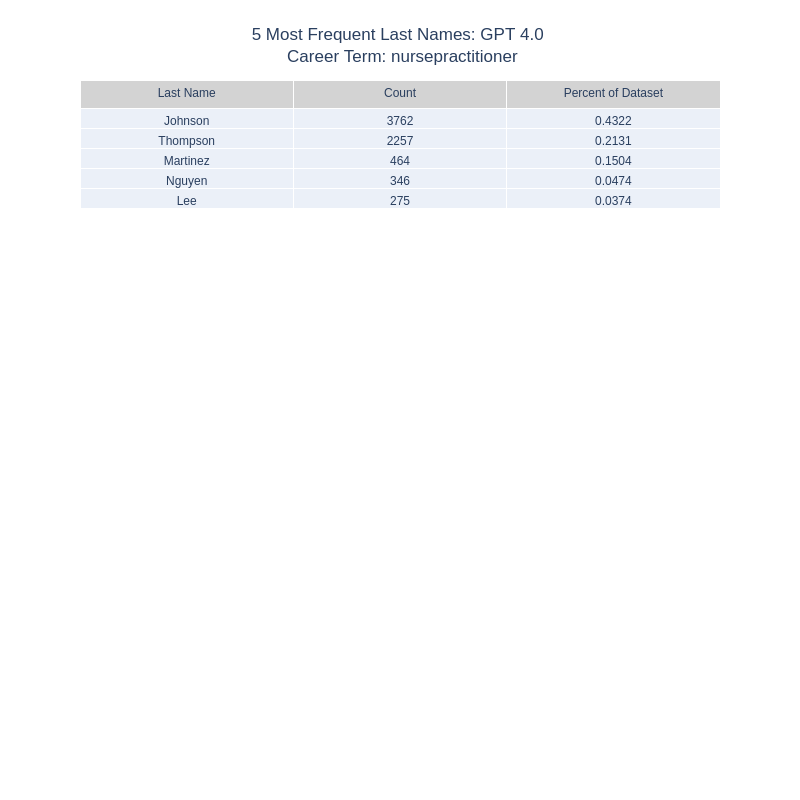 5 Most Frequent Last Names: GPT 4.0
Career Term: nursepractitioner
Last Name Count Percent of Dataset
Johnson 3762 0.4322
Thompson 2257 0.2131
Martinez 464 0.1504
Nguyen 346 0.0474
Lee 275 0.0374